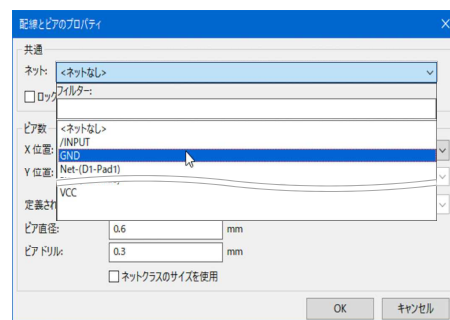 配線とビアのプロパティ
共通
ネット: <ネットなし>
ロック
フィルター:
ビア数
<ネットなし>
/INPUT
X 位置:
GND
Y 位置:
Net-(D1-Pad1)
VCC
定義され
ビア直径: 0.6 mm
ビアドリル: 0.3 mm
ネットクラスのサイズを使用
OK キャンセル